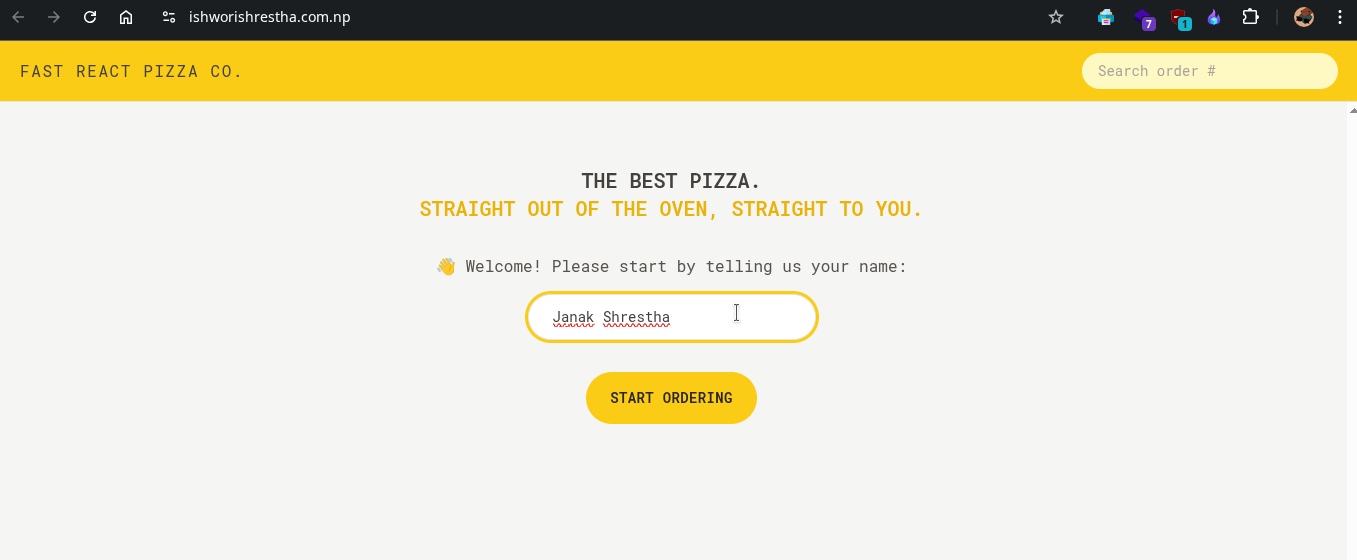 ishworishrestha.com.np
7
1
FAST REACT PIZZA CO.
Search order #
THE BEST PIZZA.
STRAIGHT OUT OF THE OVEN, STRAIGHT TO YOU.
👋 Welcome! Please start by telling us your name:
Janak Shrestha
START ORDERING